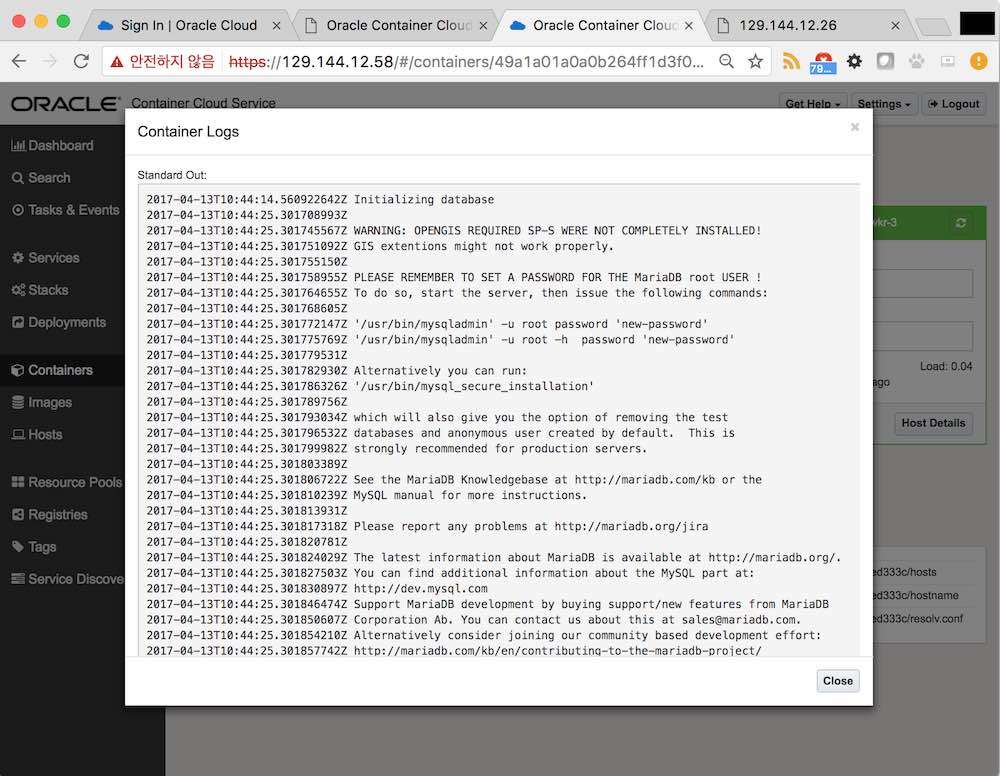 Sign In | Oracle Cloud
Oracle Container Cloud
Oracle Container Cloud
129.144.12.26
안전하지 않음 https://129.144.12.58/#/containers/49a1a01a0a0b264ff1d3f0...
79...
ORACLE Container Cloud Service
Get Help
Settings
Logout
Dashboard
Search
Tasks & Events
Services
Stacks
Deployments
Containers
Images
Hosts
Resource Pools
Registries
Tags
Service Discove
Container Logs
Standard Out:
2017-04-13T10:44:14.560922642Z Initializing database
2017-04-13T10:44:25.301708993Z
2017-04-13T10:44:25.301745567Z WARNING: OPENGIS REQUIRED SP-S WERE NOT COMPLETELY INSTALLED!
2017-04-13T10:44:25.301751092Z GIS extentions might not work properly.
2017-04-13T10:44:25.301755150Z
2017-04-13T10:44:25.301758955Z PLEASE REMEMBER TO SET A PASSWORD FOR THE MariaDB root USER !
2017-04-13T10:44:25.301764655Z To do so, start the server, then issue the following commands:
2017-04-13T10:44:25.301768605Z
2017-04-13T10:44:25.301772147Z '/usr/bin/mysqladmin' -u root password 'new-password'
2017-04-13T10:44:25.301775769Z '/usr/bin/mysqladmin' -u root -h  password 'new-password'
2017-04-13T10:44:25.301779531Z
2017-04-13T10:44:25.301782930Z Alternatively you can run:
2017-04-13T10:44:25.301786326Z '/usr/bin/mysql_secure_installation'
2017-04-13T10:44:25.301789756Z
2017-04-13T10:44:25.301793034Z which will also give you the option of removing the test
2017-04-13T10:44:25.301796532Z databases and anonymous user created by default.  This is
2017-04-13T10:44:25.301799982Z strongly recommended for production servers.
2017-04-13T10:44:25.301803389Z
2017-04-13T10:44:25.301806722Z See the MariaDB Knowledgebase at http://mariadb.com/kb or the
2017-04-13T10:44:25.301810239Z MySQL manual for more instructions.
2017-04-13T10:44:25.301813931Z
2017-04-13T10:44:25.301817318Z Please report any problems at http://mariadb.org/jira
2017-04-13T10:44:25.301820781Z
2017-04-13T10:44:25.301824029Z The latest information about MariaDB is available at http://mariadb.org/.
2017-04-13T10:44:25.301827503Z You can find additional information about the MySQL part at:
2017-04-13T10:44:25.301830897Z http://dev.mysql.com
2017-04-13T10:44:25.301846474Z Support MariaDB development by buying support/new features from MariaDB
2017-04-13T10:44:25.301850607Z Corporation Ab. You can contact us about this at sales@mariadb.com.
2017-04-13T10:44:25.301854210Z Alternatively consider joining our community based development effort:
2017-04-13T10:44:25.301857742Z http://mariadb.com/kb/en/contributing-to-the-mariadb-project/
Close
vkr-3
Load: 0.04
ago
Host Details
ed333c/hosts
ed333c/hostname
ed333c/resolv.conf